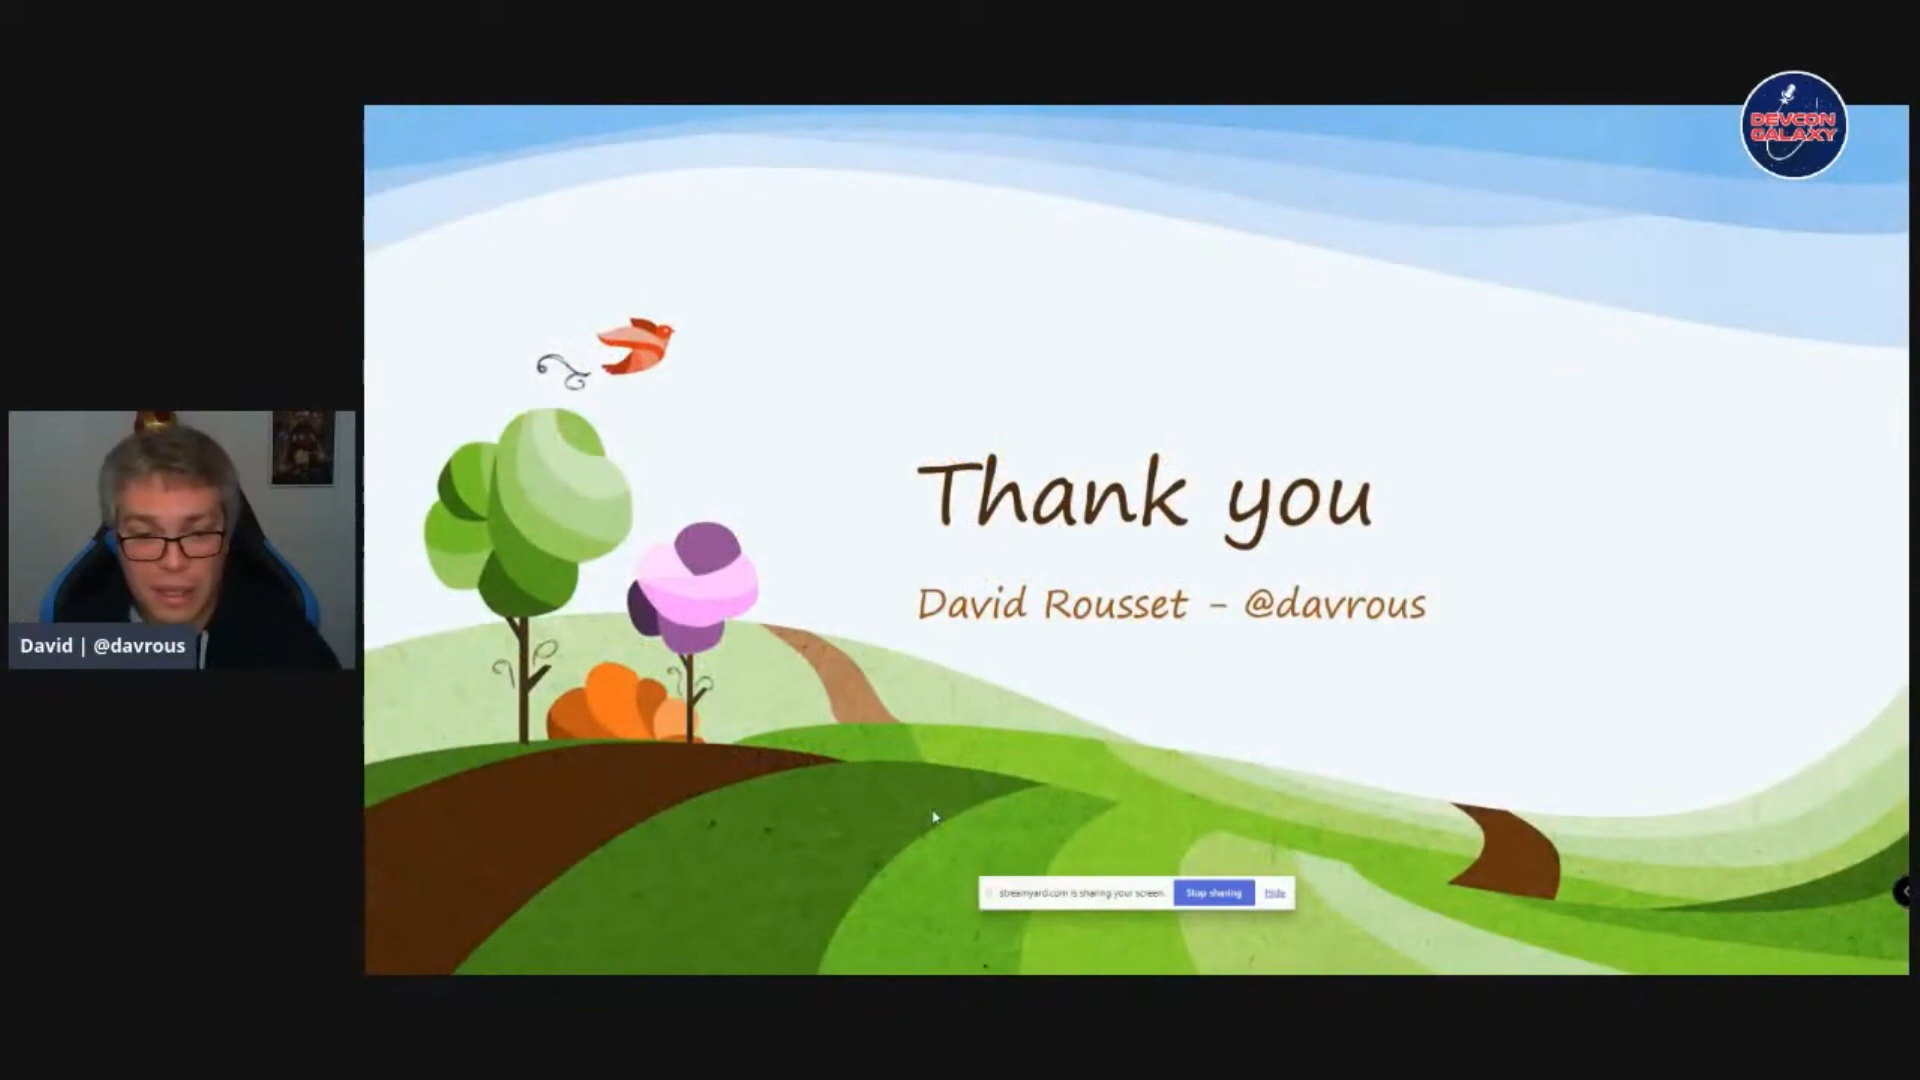 DEVCON
GALAXY
Thank you
David Rousset - @davrous
David | @davrous
streamyard.com is sharing your screen.
Stop sharing
Hide